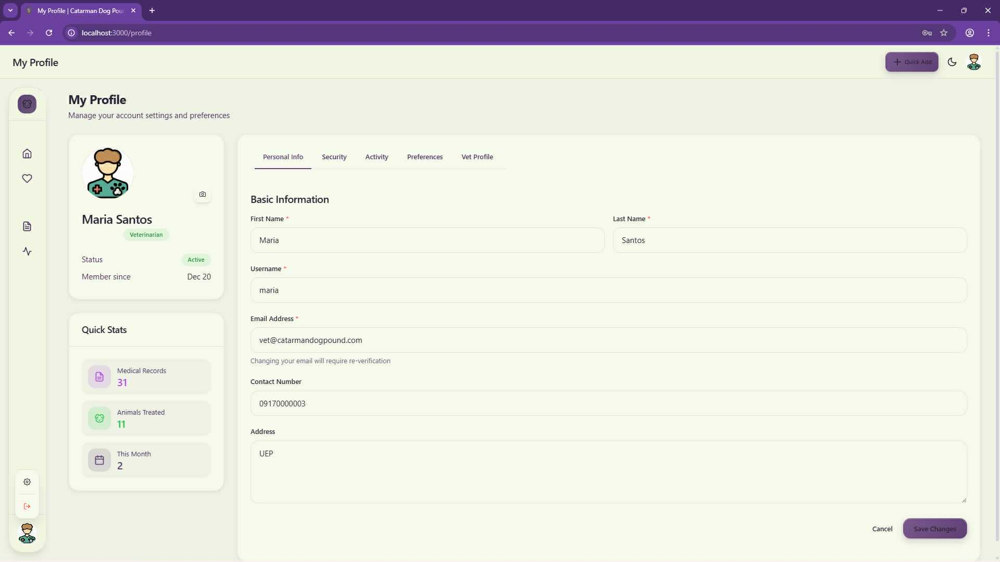 My Profile | Catarman Dog Pou
localhost:3000/profile
My Profile
Quick Add
My Profile
Manage your account settings and preferences
Maria Santos
Veterinarian
Status Active
Member since Dec 20
Quick Stats
Medical Records
31
Animals Treated
11
This Month
2
Personal Info Security Activity Preferences Vet Profile
Basic Information
First Name * Last Name *
Maria Santos
Username *
maria
Email Address *
vet@catarmandogpound.com
Changing your email will require re-verification
Contact Number
09170000003
Address
UEP
Cancel Save Changes